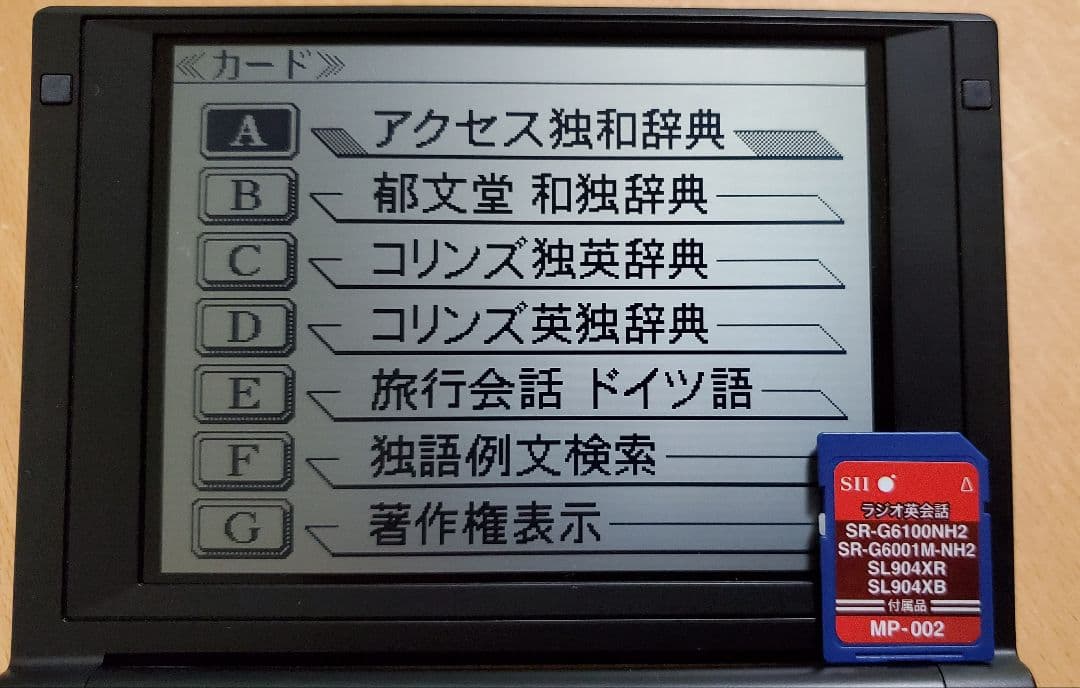 ≪カード≫
A アクセス独和辞典
B 郁文堂 和独辞典
C コリンズ独英辞典
D コリンズ英独辞典
E 旅行会話 ドイツ語
F 独語例文検索
G 著作権表示
SII
ラジオ英会話
SR-G6100NH2
SR-G6001M-NH2
SL904XR
SL904XB
付属品
MP-002